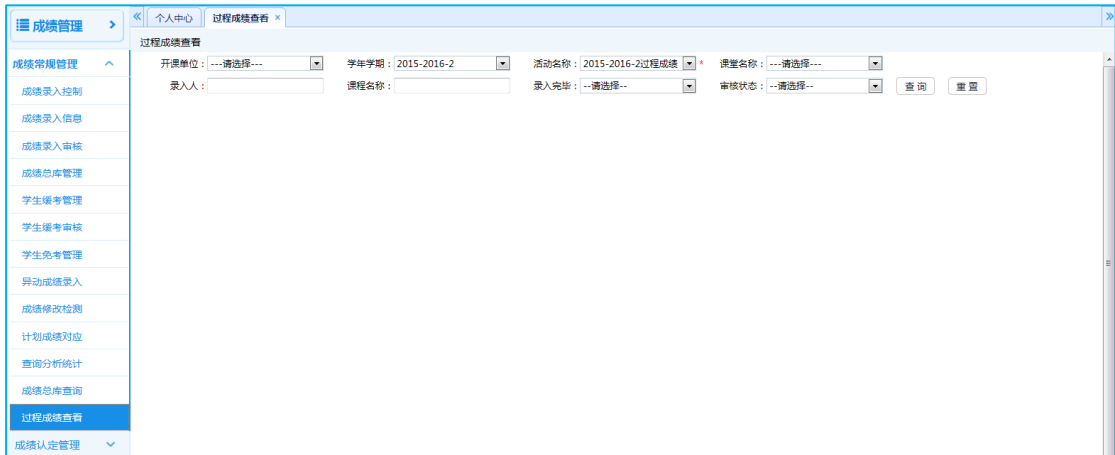 成绩管理
个人中心 过程成绩查看 ×
过程成绩查看
成绩常规管理
成绩录入控制
成绩录入信息
成绩录入审核
成绩总库管理
学生缓考管理
学生缓考审核
学生免考管理
异动成绩录入
成绩修改检测
计划成绩对应
查询分析统计
成绩总库查询
过程成绩查看
成绩认定管理
开课单位：---请选择--- 学年学期：2015-2016-2 活动名称：2015-2016-2过程成绩 * 课堂名称：---请选择---
录入人： 课程名称： 录入完毕：--请选择-- 审核状态：--请选择-- 查 询 重 置